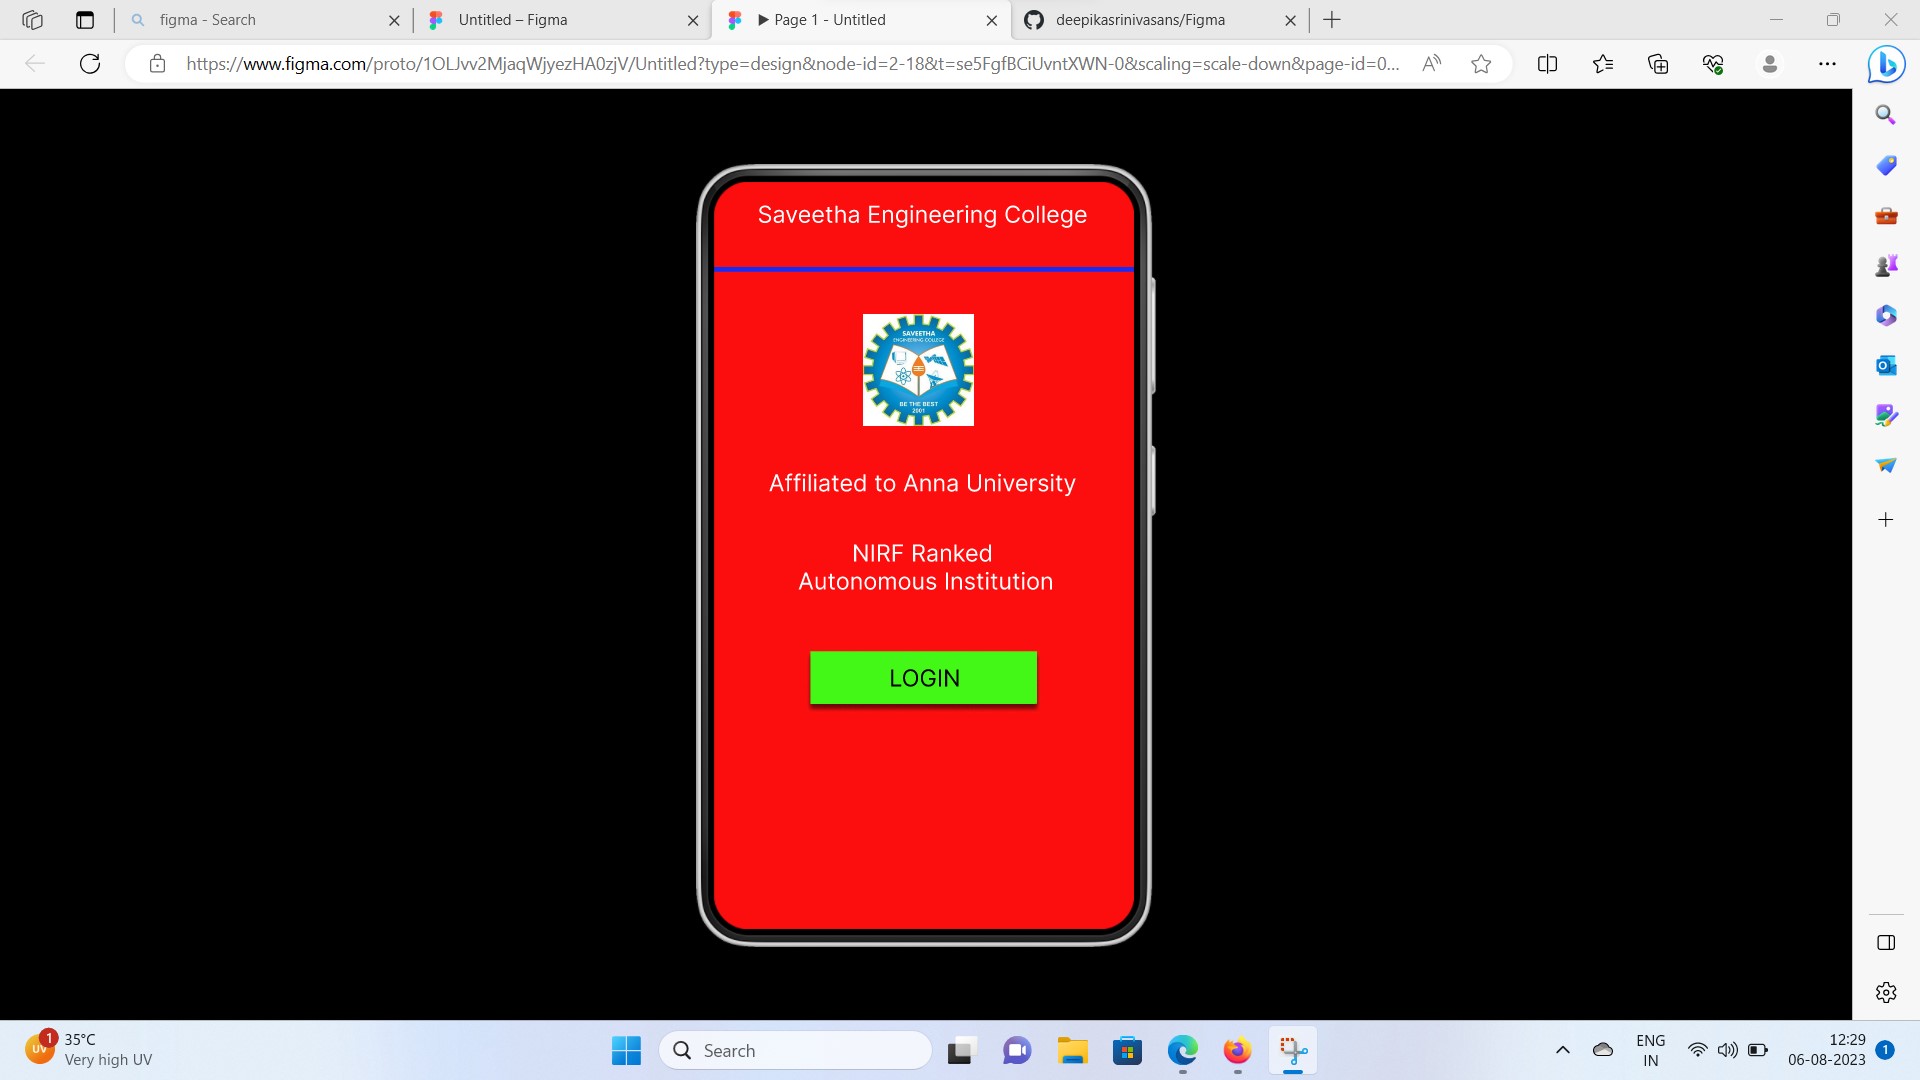 figma - Search
Untitled – Figma
Page 1 - Untitled
deepikasrinivasans/Figma
https://www.figma.com/proto/1OLJvv2MjaqWjyezHA0zjV/Untitled?type=design&node-id=2-18&t=se5FgfBCiUvntXWN-0&scaling=scale-down&page-id=0...
Saveetha Engineering College
SAVEETHA
ENGINEERING COLLEGE
BE THE BEST
2001
Affiliated to Anna University
NIRF Ranked
Autonomous Institution
LOGIN
UV
1
35°C
Very high UV
Search
ENG
IN
12:29
06-08-2023
1